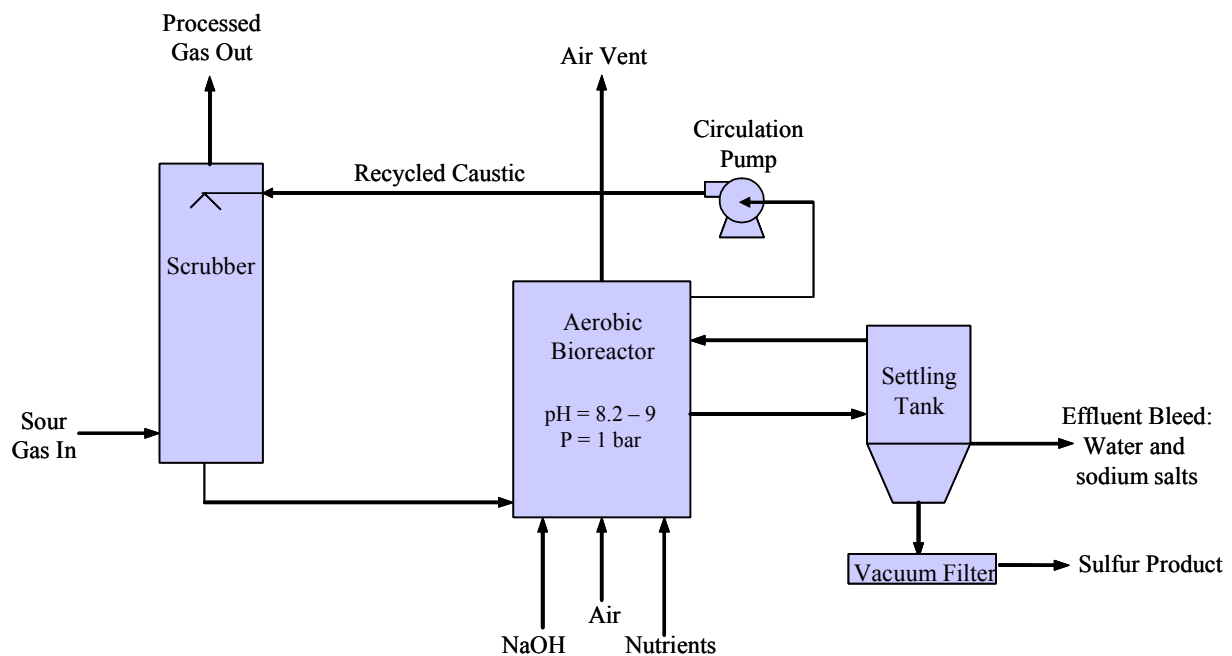 Processed
Gas Out
Air Vent
Circulation
Pump
Recycled Caustic
Scrubber
Aerobic
Bioreactor
pH = 8.2 – 9
P = 1 bar
Settling
Tank
Sour
Gas In
Effluent Bleed:
Water and
sodium salts
Vacuum Filter
Sulfur Product
Air
NaOH
Nutrients